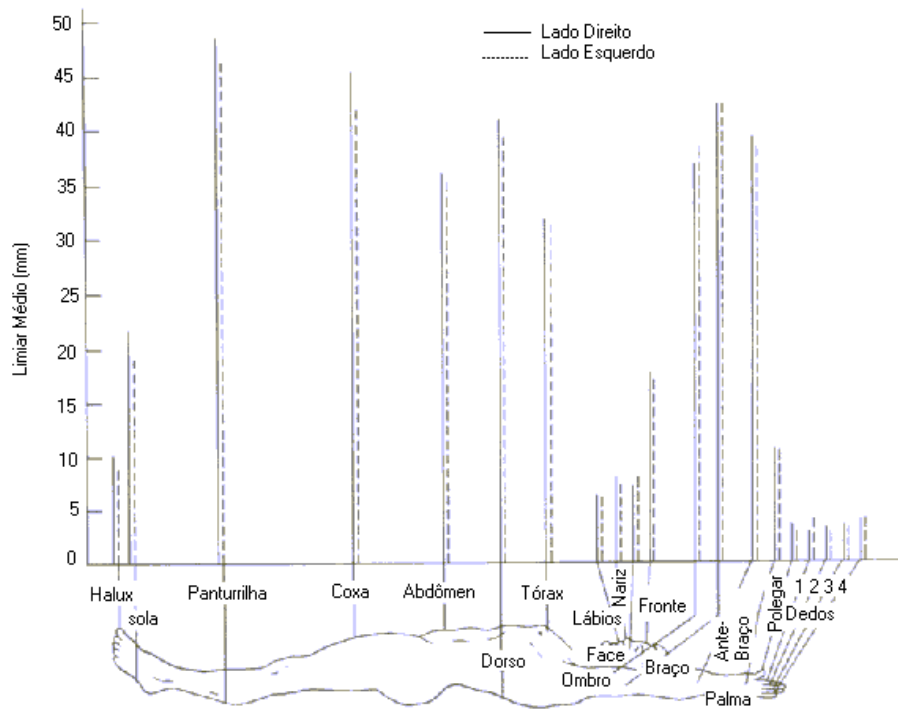 Lado Direito
Lado Esquerdo
Limiar Médio (mm)
50
45
40
35
30
25
20
15
10
5
0
Halux
sola
Panturrilha
Coxa
Abdômen
Dorso
Tórax
Lábios
Nariz
Face
Fronte
Ombro
Braço
Ante-
Braço
Palma
Polegar
1 2 3 4
Dedos